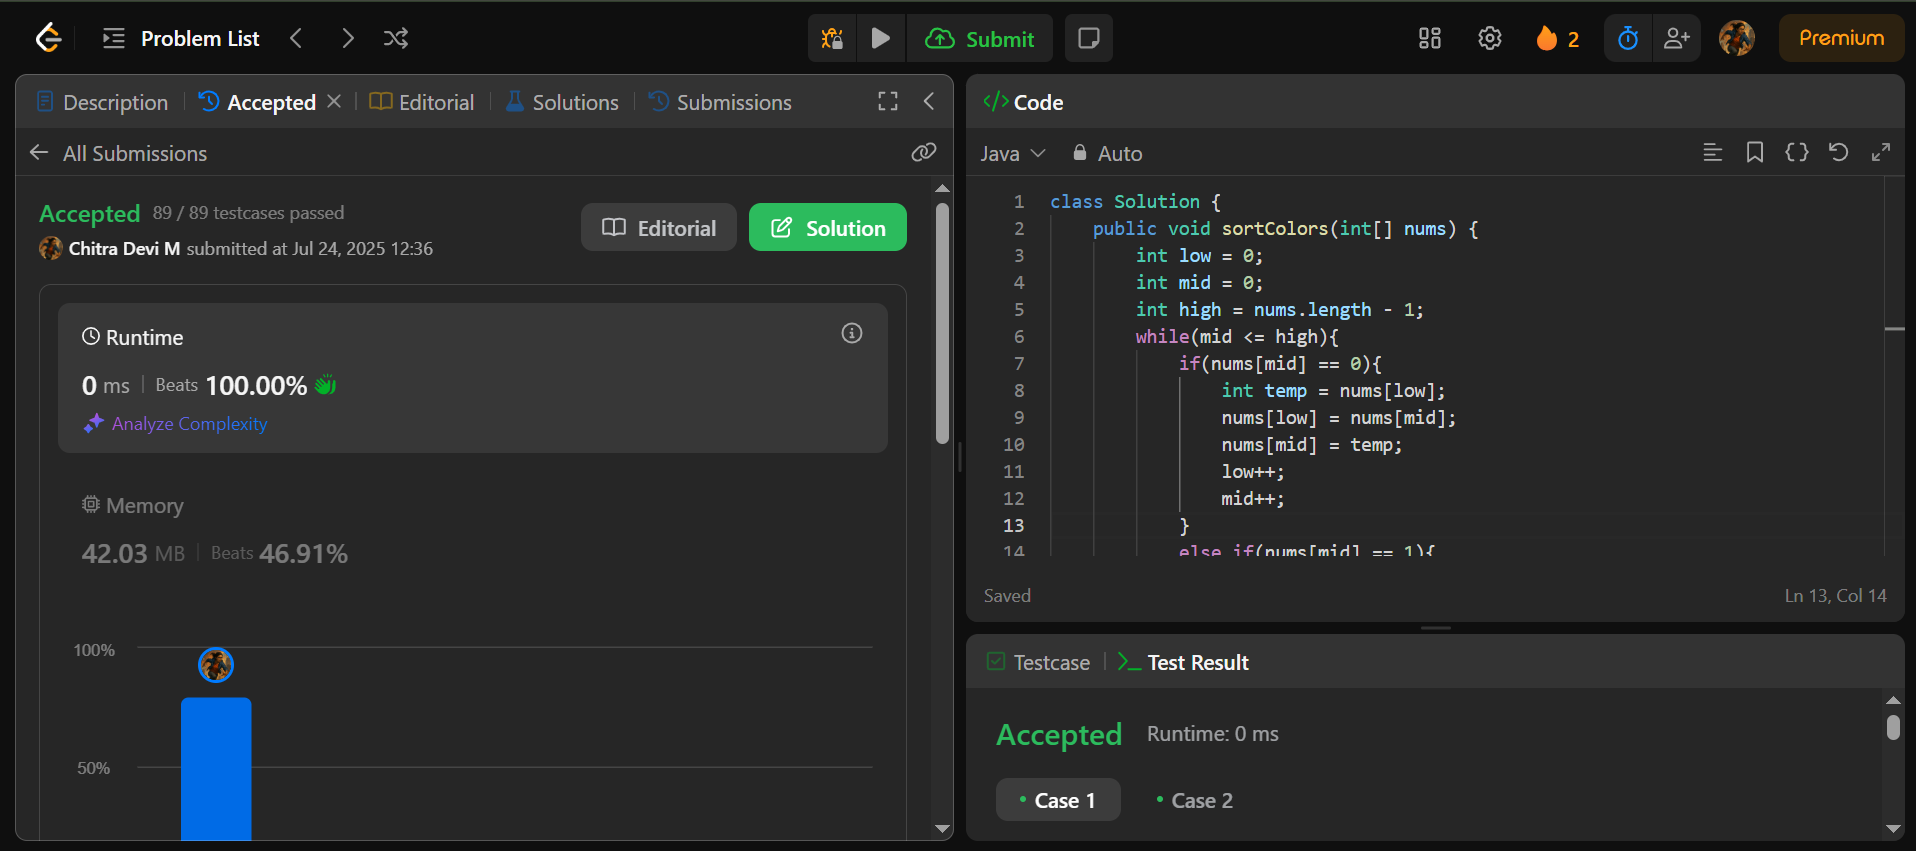 Problem List
Submit
2
Premium
Description
Accepted
Editorial
Solutions
Submissions
All Submissions
Accepted 89 / 89 testcases passed
Chitra Devi M submitted at Jul 24, 2025 12:36
Editorial
Solution
Runtime
0 ms Beats 100.00%
Analyze Complexity
Memory
42.03 MB Beats 46.91%
100%
50%
</> Code
Java
Auto
1 class Solution {
2 public void sortColors(int[] nums) {
3 int low = 0;
4 int mid = 0;
5 int high = nums.length - 1;
6 while(mid <= high){
7 if(nums[mid] == 0){
8 int temp = nums[low];
9 nums[low] = nums[mid];
10 nums[mid] = temp;
11 low++;
12 mid++;
13 }
14 else if(nums[mid] == 1){
Saved
Ln 13, Col 14
Testcase
Test Result
Accepted Runtime: 0 ms
Case 1
Case 2